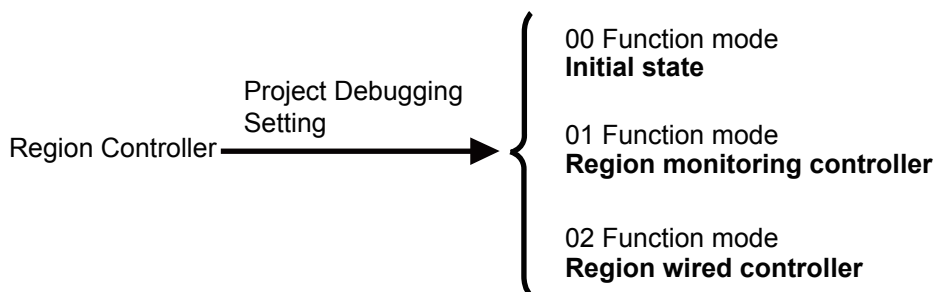 Region Controller
Project Debugging
Setting
00 Function mode
Initial state
01 Function mode
Region monitoring controller
02 Function mode
Region wired controller